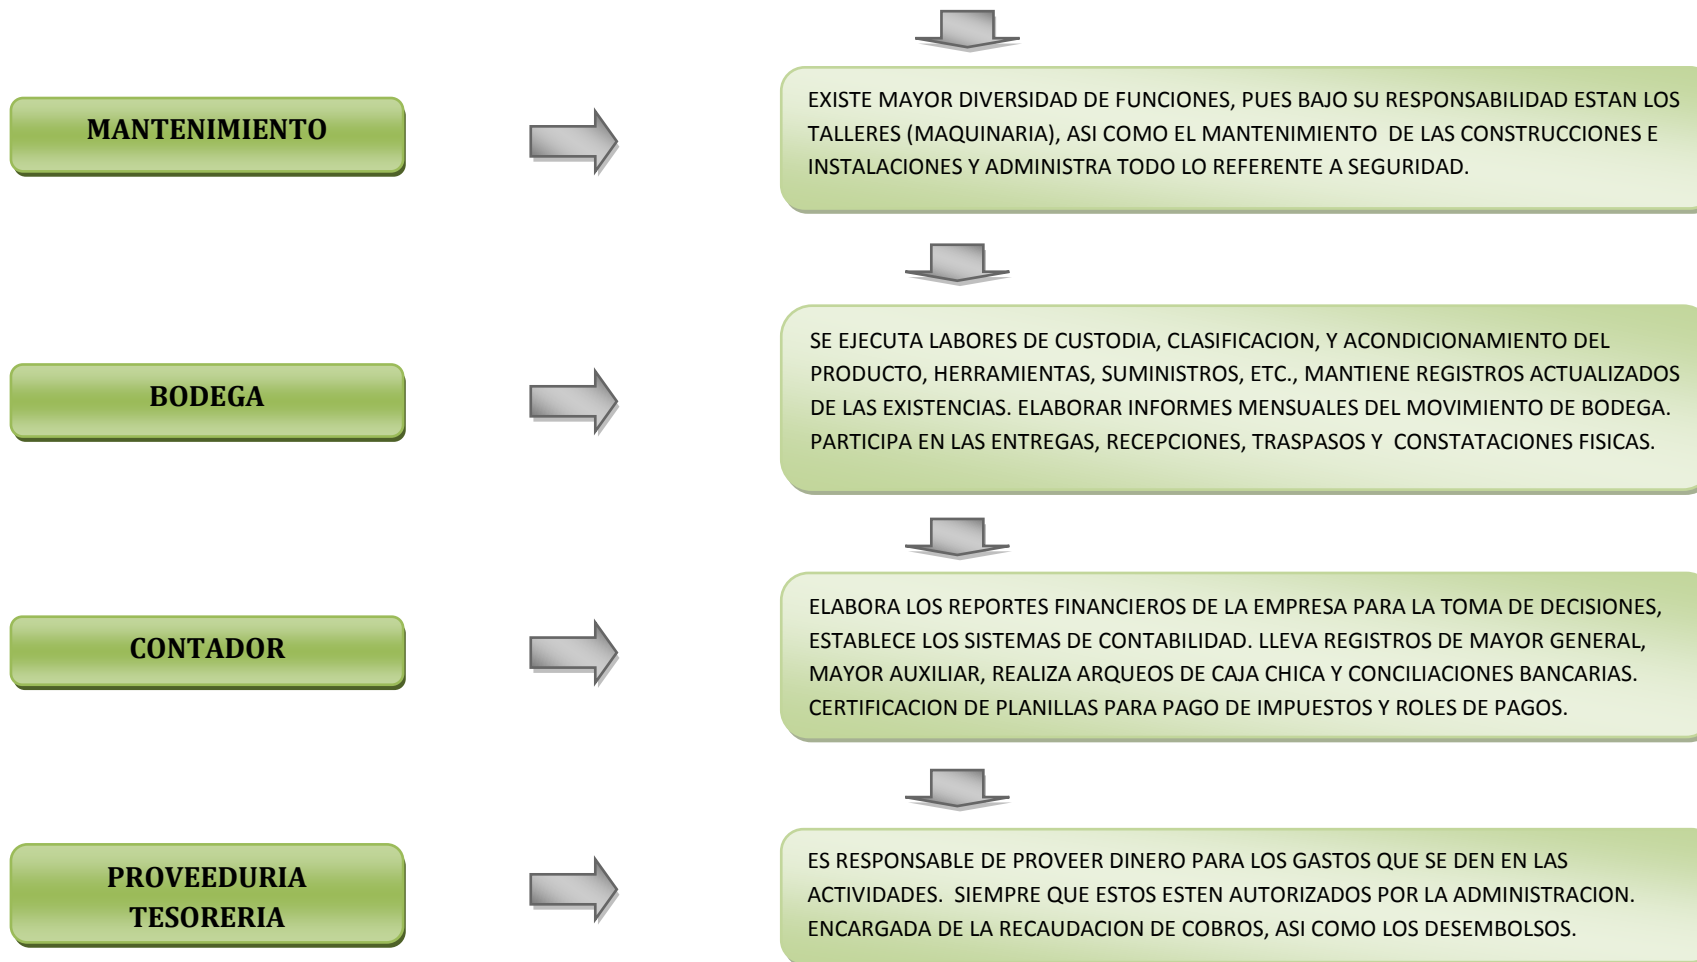 MANTENIMIENTO
EXISTE MAYOR DIVERSIDAD DE FUNCIONES, PUES BAJO SU RESPONSABILIDAD ESTAN LOS
TALLERES (MAQUINARIA), ASI COMO EL MANTENIMIENTO DE LAS CONSTRUCCIONES E
INSTALACIONES Y ADMINISTRA TODO LO REFERENTE A SEGURIDAD.
BODEGA
SE EJECUTA LABORES DE CUSTODIA, CLASIFICACION, Y ACONDICIONAMIENTO DEL
PRODUCTO, HERRAMIENTAS, SUMINISTROS, ETC., MANTIENE REGISTROS ACTUALIZADOS
DE LAS EXISTENCIAS. ELABORAR INFORMES MENSUALES DEL MOVIMIENTO DE BODEGA.
PARTICIPA EN LAS ENTREGAS, RECEPCIONES, TRASPASOS Y CONSTATACIONES FISICAS.
CONTADOR
ELABORA LOS REPORTES FINANCIEROS DE LA EMPRESA PARA LA TOMA DE DECISIONES,
ESTABLECE LOS SISTEMAS DE CONTABILIDAD. LLEVA REGISTROS DE MAYOR GENERAL,
MAYOR AUXILIAR, REALIZA ARQUEOS DE CAJA CHICA Y CONCILIACIONES BANCARIAS.
CERTIFICACION DE PLANILLAS PARA PAGO DE IMPUESTOS Y ROLES DE PAGOS.
PROVEEDURIA
TESORERIA
ES RESPONSABLE DE PROVEER DINERO PARA LOS GASTOS QUE SE DEN EN LAS
ACTIVIDADES. SIEMPRE QUE ESTOS ESTEN AUTORIZADOS POR LA ADMINISTRACION.
ENCARGADA DE LA RECAUDACION DE COBROS, ASI COMO LOS DESEMBOLSOS.